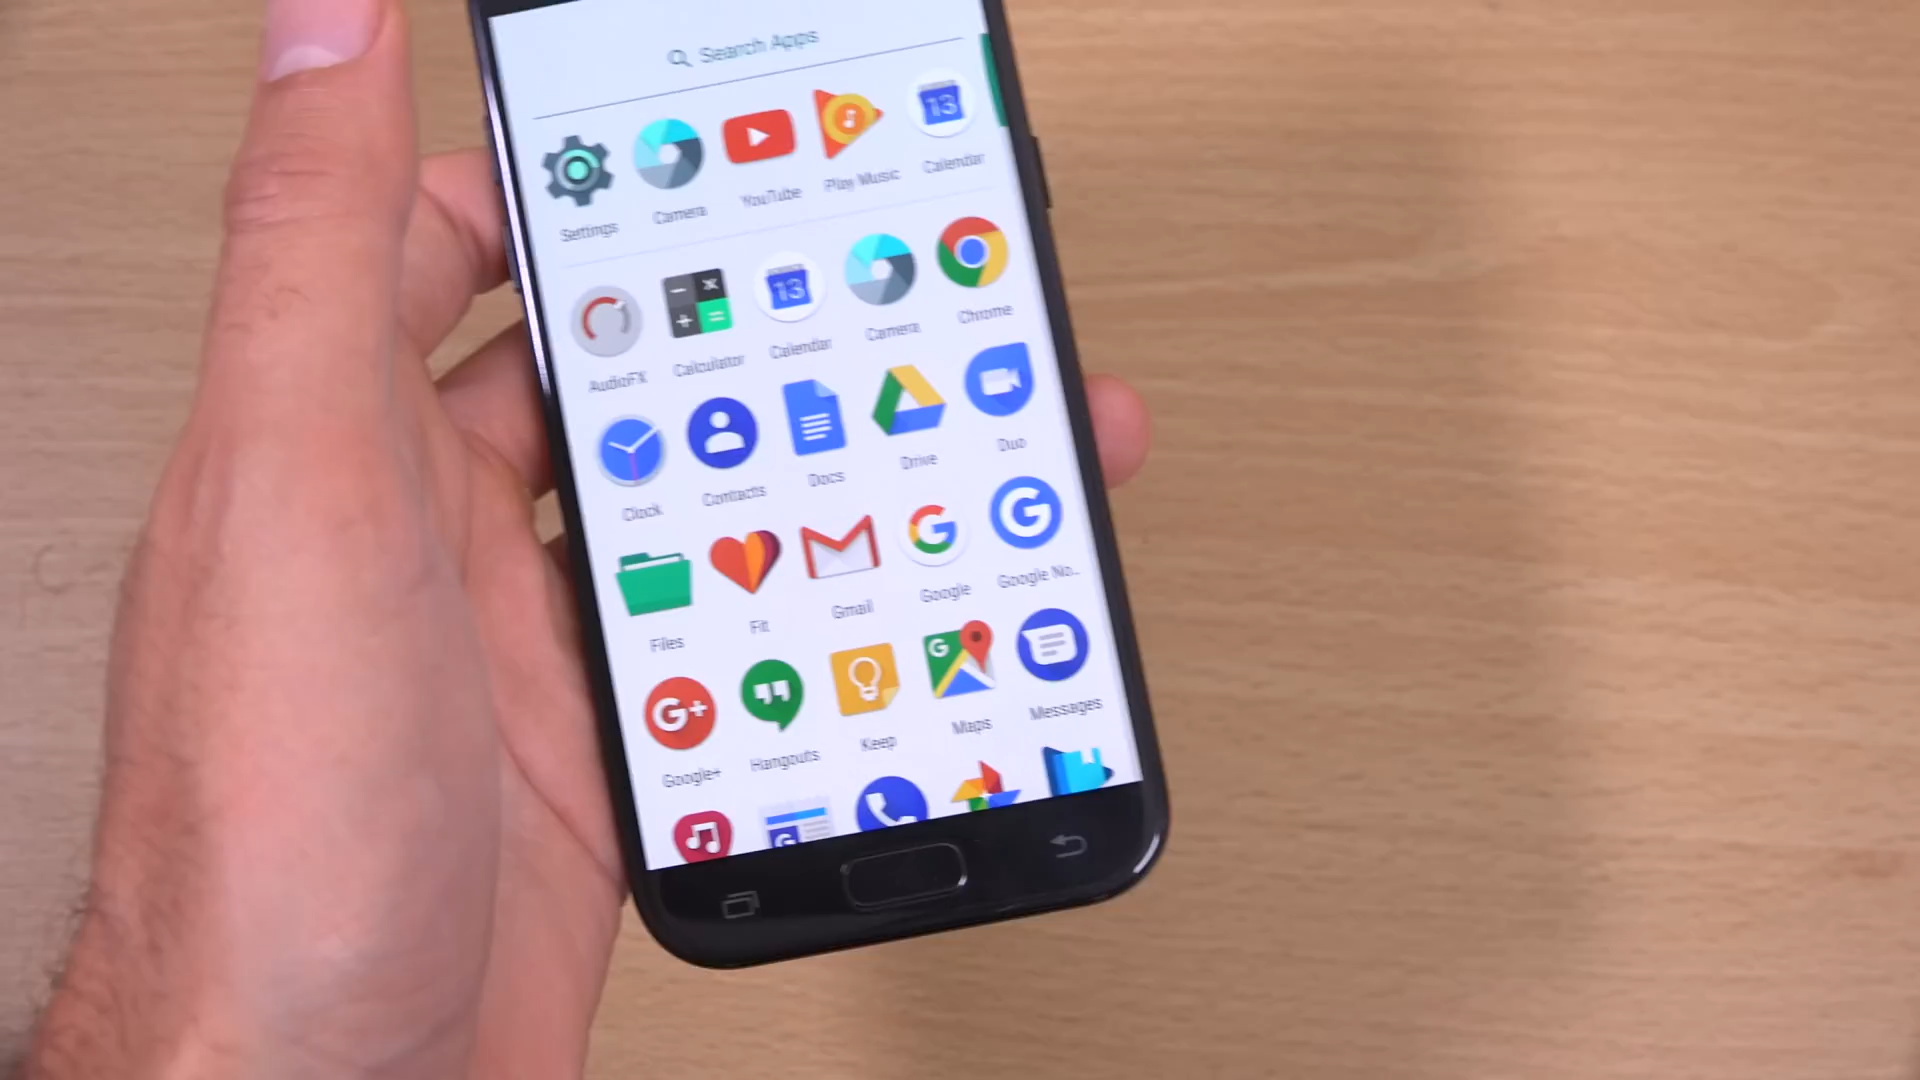 Search Apps
Settings Camera YouTube Play Music Calendar
13
AudioFX Calculator Calendar Camera Chrome
13
Clock Contacts Docs Drive Duo
Files Fit Gmail Google Google No..
Google+ Hangouts Keep Maps Messages